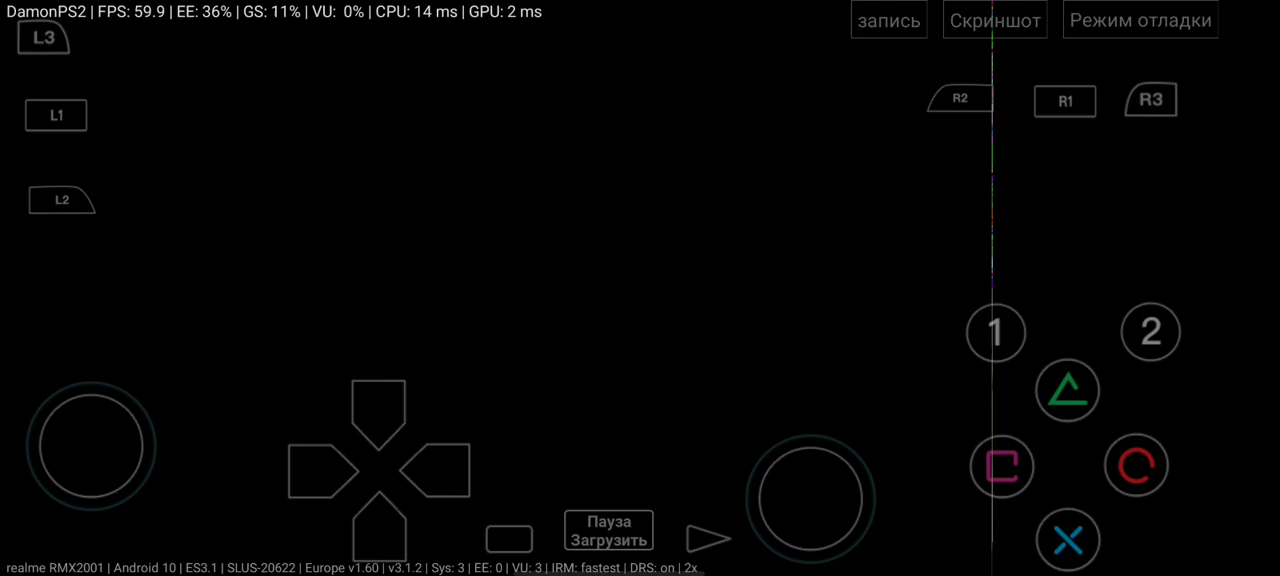 DamonPS2 | FPS: 59.9 | EE: 36% | GS: 11% | VU: 0% | CPU: 14 ms | GPU: 2 ms
запись
Скриншот
Режим отладки
L3
L1
L2
R2
R1
R3
1
2
Пауза
Загрузить
realme RMX2001 | Android 10 | ES3.1 | SLUS-20622 | Europe v1.60 | v3.1.2 | Sys: 3 | EE: 0 | VU: 3 | IRM: fastest | DRS: on | 2x